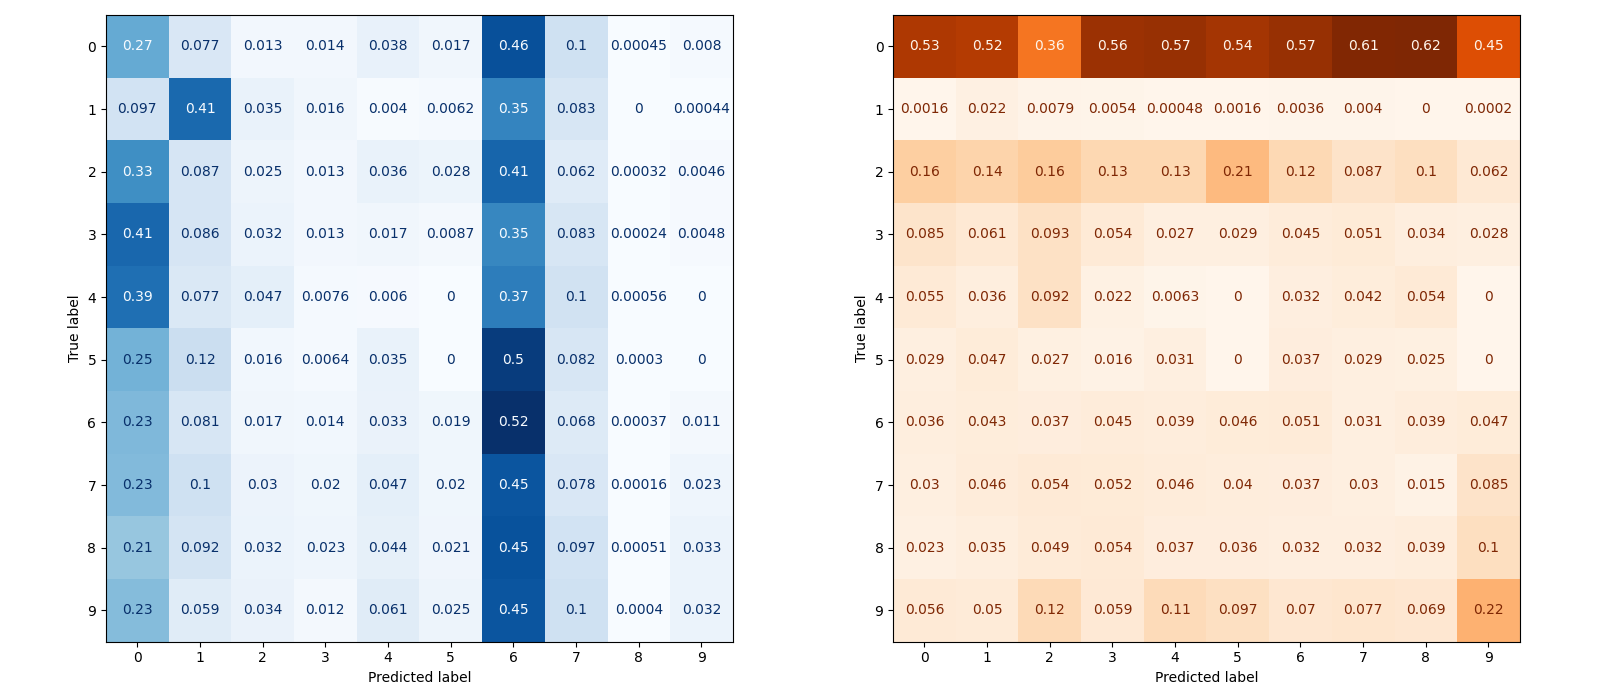 0 0.27 0.077 0.013 0.014 0.038 0.017 0.46 0.1 0.00045 0.008
1 0.097 0.41 0.035 0.016 0.004 0.0062 0.35 0.083 0 0.00044
2 0.33 0.087 0.025 0.013 0.036 0.028 0.41 0.062 0.00032 0.0046
3 0.41 0.086 0.032 0.013 0.017 0.0087 0.35 0.083 0.00024 0.0048
4 0.39 0.077 0.047 0.0076 0.006 0 0.37 0.1 0.00056 0
5 0.25 0.12 0.016 0.0064 0.035 0 0.5 0.082 0.0003 0
6 0.23 0.081 0.017 0.014 0.033 0.019 0.52 0.068 0.00037 0.011
7 0.23 0.1 0.03 0.02 0.047 0.02 0.45 0.078 0.00016 0.023
8 0.21 0.092 0.032 0.023 0.044 0.021 0.45 0.097 0.00051 0.033
9 0.23 0.059 0.034 0.012 0.061 0.025 0.45 0.1 0.0004 0.032
0 1 2 3 4 5 6 7 8 9
True label
Predicted label
0 0.53 0.52 0.36 0.56 0.57 0.54 0.57 0.61 0.62 0.45
1 0.0016 0.022 0.0079 0.0054 0.00048 0.0016 0.0036 0.004 0 0.0002
2 0.16 0.14 0.16 0.13 0.13 0.21 0.12 0.087 0.1 0.062
3 0.085 0.061 0.093 0.054 0.027 0.029 0.045 0.051 0.034 0.028
4 0.055 0.036 0.092 0.022 0.0063 0 0.032 0.042 0.054 0
5 0.029 0.047 0.027 0.016 0.031 0 0.037 0.029 0.025 0
6 0.036 0.043 0.037 0.045 0.039 0.046 0.051 0.031 0.039 0.047
7 0.03 0.046 0.054 0.052 0.046 0.04 0.037 0.03 0.015 0.085
8 0.023 0.035 0.049 0.054 0.037 0.036 0.032 0.032 0.039 0.1
9 0.056 0.05 0.12 0.059 0.11 0.097 0.07 0.077 0.069 0.22
0 1 2 3 4 5 6 7 8 9
True label
Predicted label